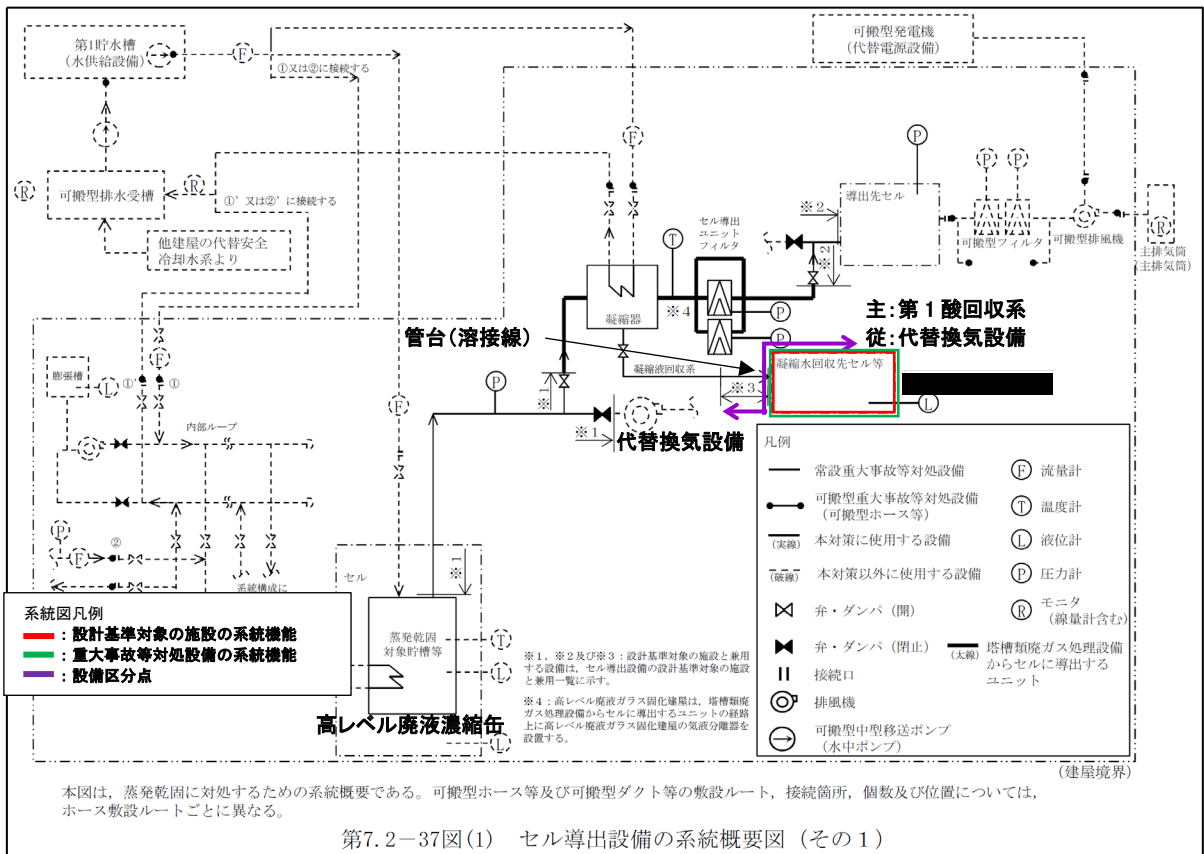 第1貯水槽
(水供給設備)
F
①又は②に接続する
可搬型発電機
(代替電源設備)
R
可搬型排水受槽
R
①’又は②’に接続する
他建屋の代替安全
冷却水系より
F
P
P
P
導出先セル
※2
※2
セル導出
ユニット
フィルタ
T
凝縮器
※4
P
P
可搬型フィルタ
可搬型排風機
R
主排気筒
(主排気筒)
管台(溶接線)
主:第1酸回収系
従:代替換気設備
凝縮水回収先セル等
凝縮液回収系
※3
L
膨張槽
L
①’
①
F
内部ループ
P
F
P
※1
※1
代替換気設備
P
F
②
系統構成に
セル
※1
蒸発乾固
対象貯槽等
T
L
L
高レベル廃液濃縮缶
系統図凡例
:設計基準対象の施設の系統機能
:重大事故等対処設備の系統機能
:設備区分点
※1,※2及び※3:設計基準対象の施設と兼用
する設備は,セル導出設備の設計基準対象の施設
と兼用一覧に示す。
※4:高レベル廃液ガラス固化建屋は,塔槽類廃
ガス処理設備からセルに導出するユニットの経路
上に高レベル廃液ガラス固化建屋の気液分離器を
設置する。
凡例
常設重大事故等対処設備
F 流量計
可搬型重大事故等対処設備
(可搬型ホース等)
T 温度計
(実線) 本対策に使用する設備
L 液位計
(破線) 本対策以外に使用する設備
P 圧力計
弁・ダンパ(開)
R モニタ
(線量計含む)
弁・ダンパ(閉止)
(太線) 塔槽類廃ガス処理設備
からセルに導出する
ユニット
接続口
排風機
可搬型中型移送ポンプ
(水中ポンプ)
(建屋境界)
本図は,蒸発乾固に対処するための系統概要である。可搬型ホース等及び可搬型ダクト等の敷設ルート,接続箇所,個数及び位置については,
ホース敷設ルートごとに異なる。
第7.2-37図(1) セル導出設備の系統概要図(その1)